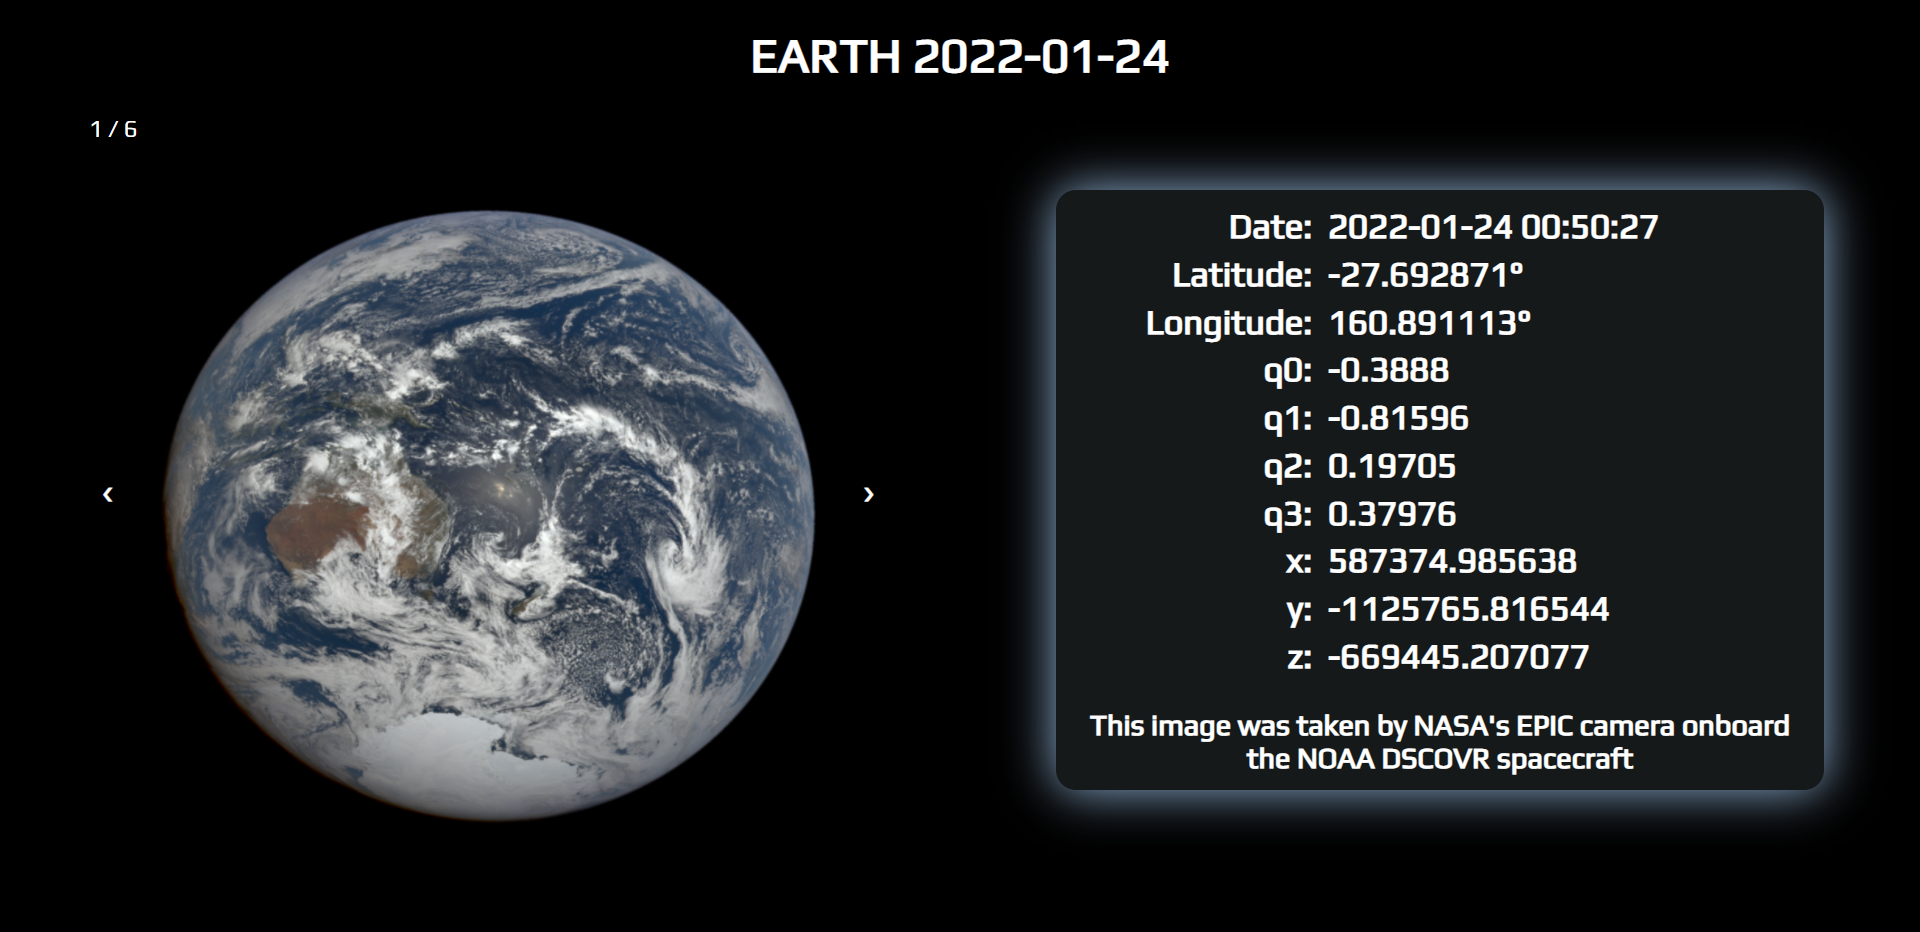 EARTH 2022-01-24
1 / 6
‹ ›
Date: 2022-01-24 00:50:27
Latitude: -27.692871°
Longitude: 160.891113°
q0: -0.3888
q1: -0.81596
q2: 0.19705
q3: 0.37976
x: 587374.985638
y: -1125765.816544
z: -669445.207077
This image was taken by NASA's EPIC camera onboard
the NOAA DSCOVR spacecraft